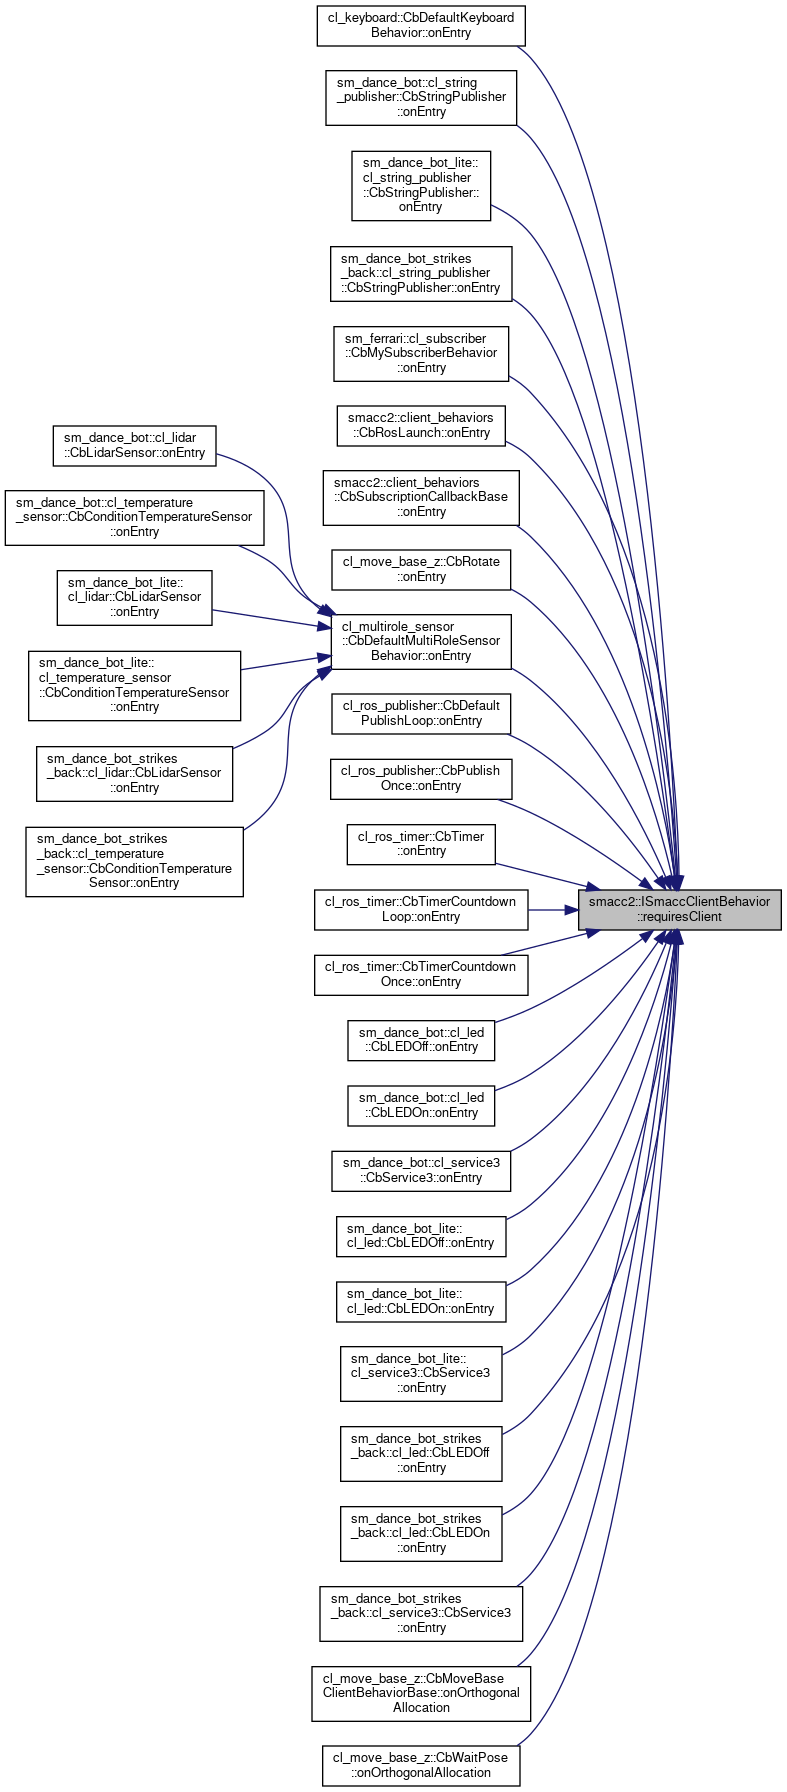 cl_keyboard::CbDefaultKeyboard
Behavior::onEntry
sm_dance_bot::cl_string
_publisher::CbStringPublisher
::onEntry
sm_dance_bot_lite::
cl_string_publisher
::CbStringPublisher::
onEntry
sm_dance_bot_strikes
_back::cl_string_publisher
::CbStringPublisher::onEntry
sm_ferrari::cl_subscriber
::CbMySubscriberBehavior
::onEntry
smacc2::client_behaviors
::CbRosLaunch::onEntry
smacc2::client_behaviors
::CbSubscriptionCallbackBase
::onEntry
cl_move_base_z::CbRotate
::onEntry
cl_multirole_sensor
::CbDefaultMultiRoleSensor
Behavior::onEntry
sm_dance_bot::cl_lidar
::CbLidarSensor::onEntry
sm_dance_bot::cl_temperature
_sensor::CbConditionTemperatureSensor
::onEntry
sm_dance_bot_lite::
cl_lidar::CbLidarSensor
::onEntry
sm_dance_bot_lite::
cl_temperature_sensor
::CbConditionTemperatureSensor
::onEntry
sm_dance_bot_strikes
_back::cl_lidar::CbLidarSensor
::onEntry
sm_dance_bot_strikes
_back::cl_temperature
_sensor::CbConditionTemperature
Sensor::onEntry
cl_ros_publisher::CbDefault
PublishLoop::onEntry
cl_ros_publisher::CbPublish
Once::onEntry
cl_ros_timer::CbTimer
::onEntry
smacc2::ISmaccClientBehavior
::requiresClient
cl_ros_timer::CbTimerCountdown
Loop::onEntry
cl_ros_timer::CbTimerCountdown
Once::onEntry
sm_dance_bot::cl_led
::CbLEDOff::onEntry
sm_dance_bot::cl_led
::CbLEDOn::onEntry
sm_dance_bot::cl_service3
::CbService3::onEntry
sm_dance_bot_lite::
cl_led::CbLEDOff::onEntry
sm_dance_bot_lite::
cl_led::CbLEDOn::onEntry
sm_dance_bot_lite::
cl_service3::CbService3
::onEntry
sm_dance_bot_strikes
_back::cl_led::CbLEDOff
::onEntry
sm_dance_bot_strikes
_back::cl_led::CbLEDOn
::onEntry
sm_dance_bot_strikes
_back::cl_service3::CbService3
::onEntry
cl_move_base_z::CbMoveBase
ClientBehaviorBase::onOrthogonal
Allocation
cl_move_base_z::CbWaitPose
::onOrthogonalAllocation